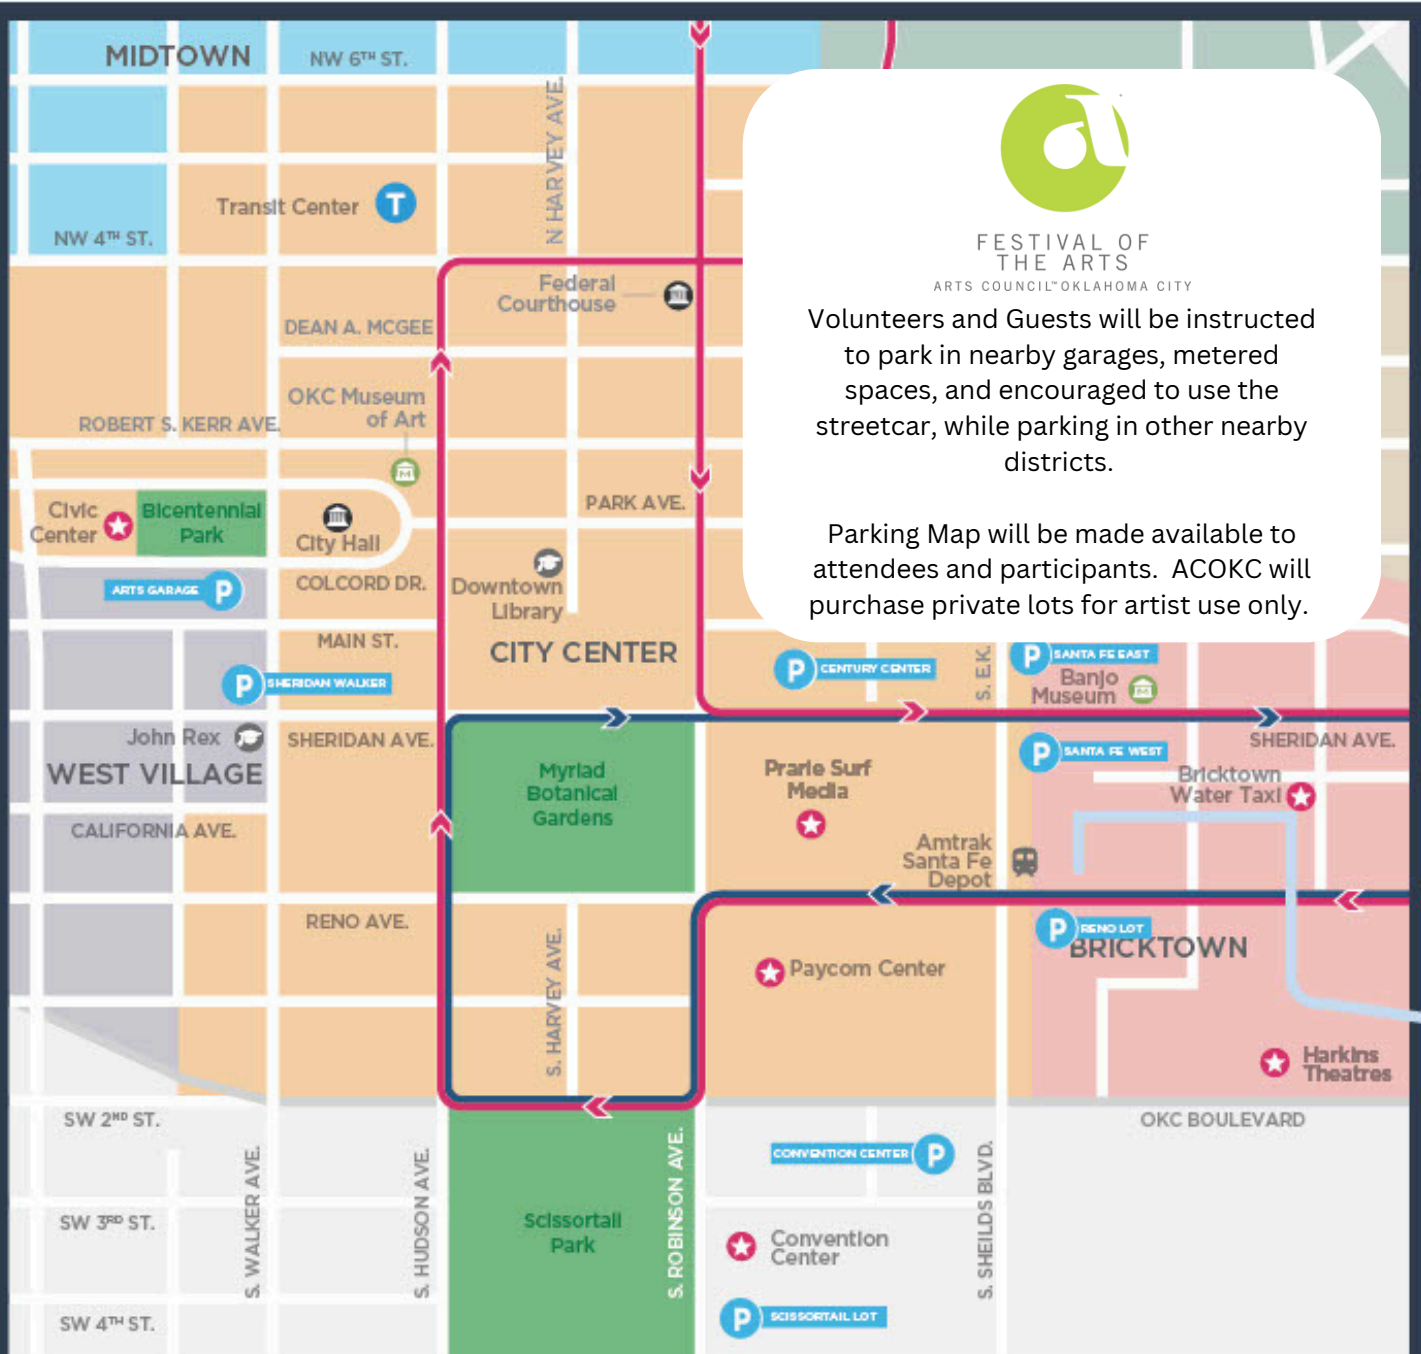 MIDTOWN
NW 6TH ST.
N HARVEY AVE.
Transit Center
T
NW 4TH ST.
Federal
Courthouse
DEAN A. MCGEE
OKC Museum
of Art
ROBERT S. KERR AVE.
PARK AVE.
Civic
Center
Bicentennial
Park
City Hall
COLCORD DR.
ARTS GARAGE P
Downtown
Library
MAIN ST.
CITY CENTER
P SHERIDAN WALKER
a
FESTIVAL OF
THE ARTS
ARTS COUNCIL™ OKLAHOMA CITY
Volunteers and Guests will be instructed
to park in nearby garages, metered
spaces, and encouraged to use the
streetcar, while parking in other nearby
districts.
Parking Map will be made available to
attendees and participants.  ACOKC will
purchase private lots for artist use only.
P CENTURY CENTER
S. E.K.
P SANTA FE EAST
Banjo
Museum
John Rex
WEST VILLAGE
SHERIDAN AVE.
Myriad
Botanical
Gardens
Prarie Surf
Media
P SANTA FE WEST
SHERIDAN AVE.
Bricktown
Water Taxi
CALIFORNIA AVE.
Amtrak
Santa Fe
Depot
RENO AVE.
S. HARVEY AVE.
Paycom Center
P RENO LOT
BRICKTOWN
Harkins
Theatres
SW 2ND ST.
OKC BOULEVARD
S. WALKER AVE.
S. HUDSON AVE.
S. ROBINSON AVE.
CONVENTION CENTER P
S. SHEILDS BLVD.
SW 3RD ST.
Scissortail
Park
Convention
Center
SW 4TH ST.
P SCISSORTAIL LOT